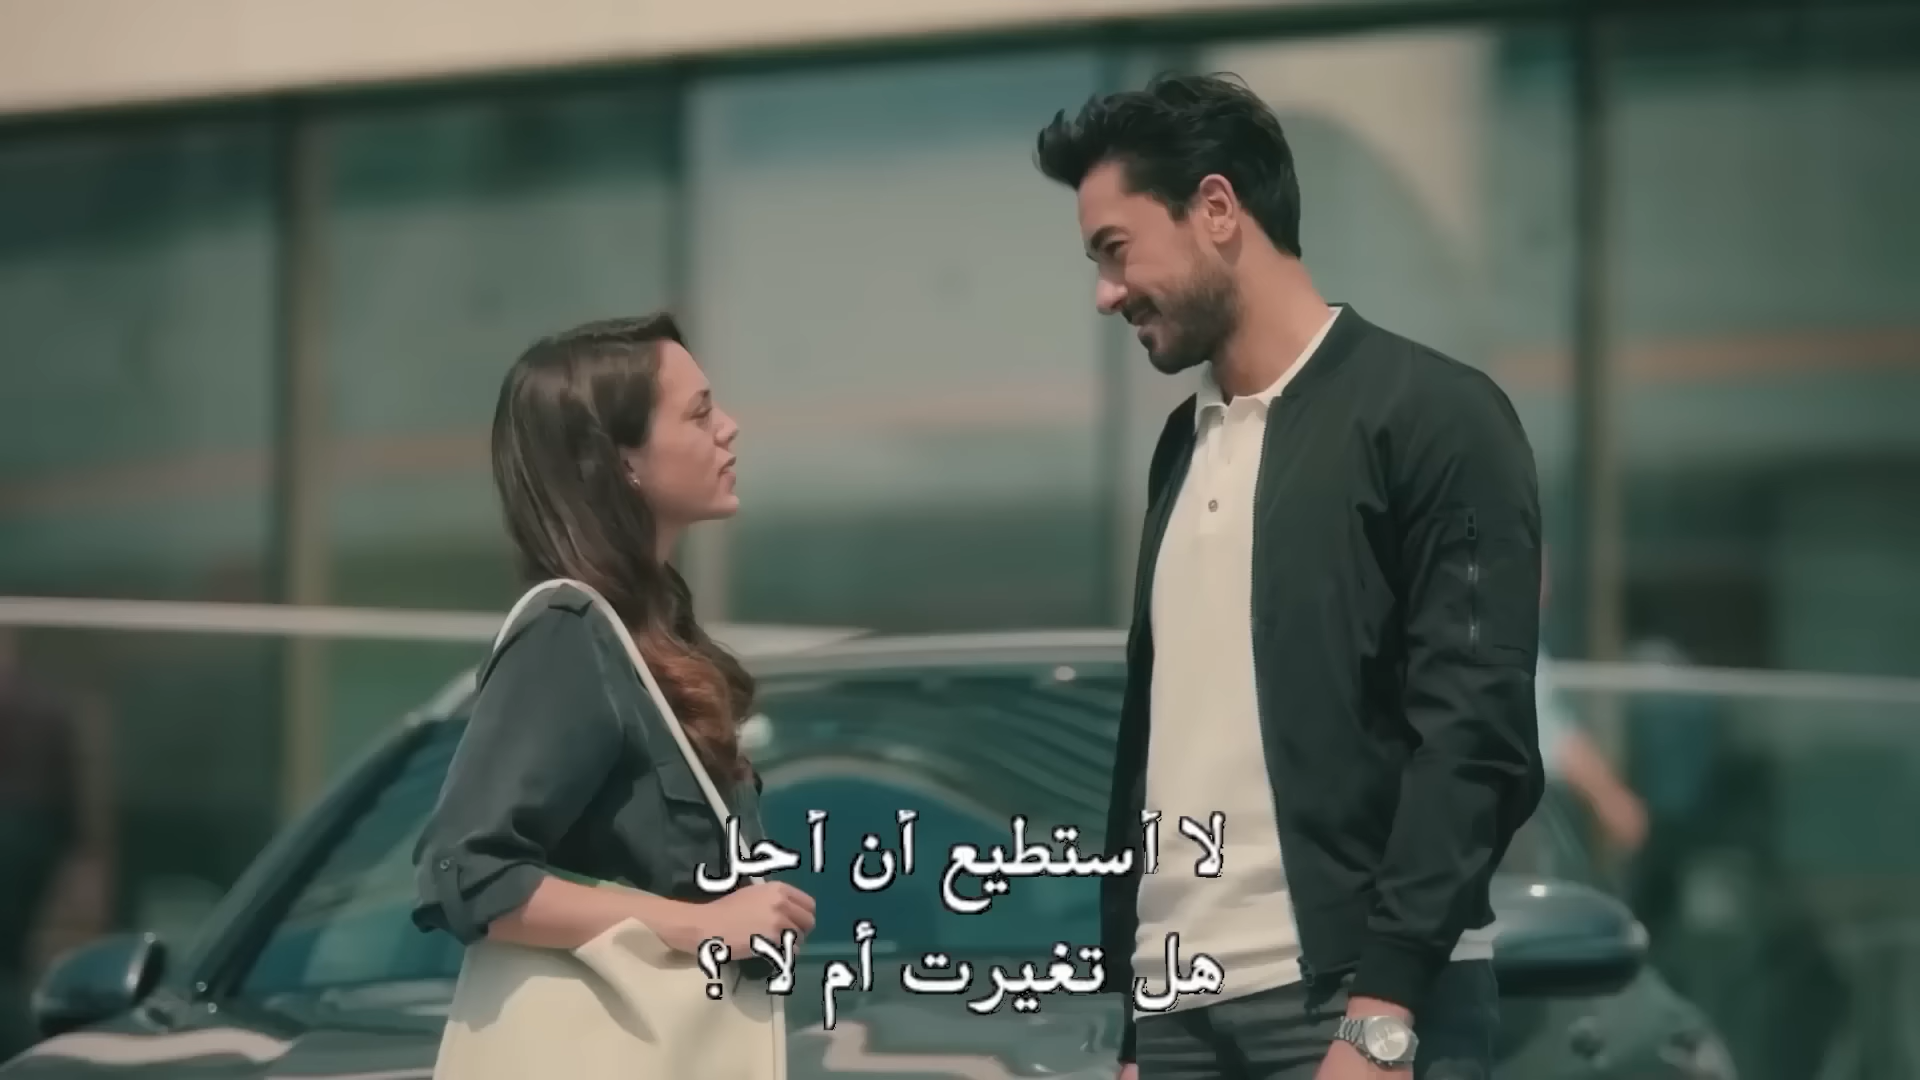 لا أستطيع أن أحل
هل تغيرت أم لا ؟